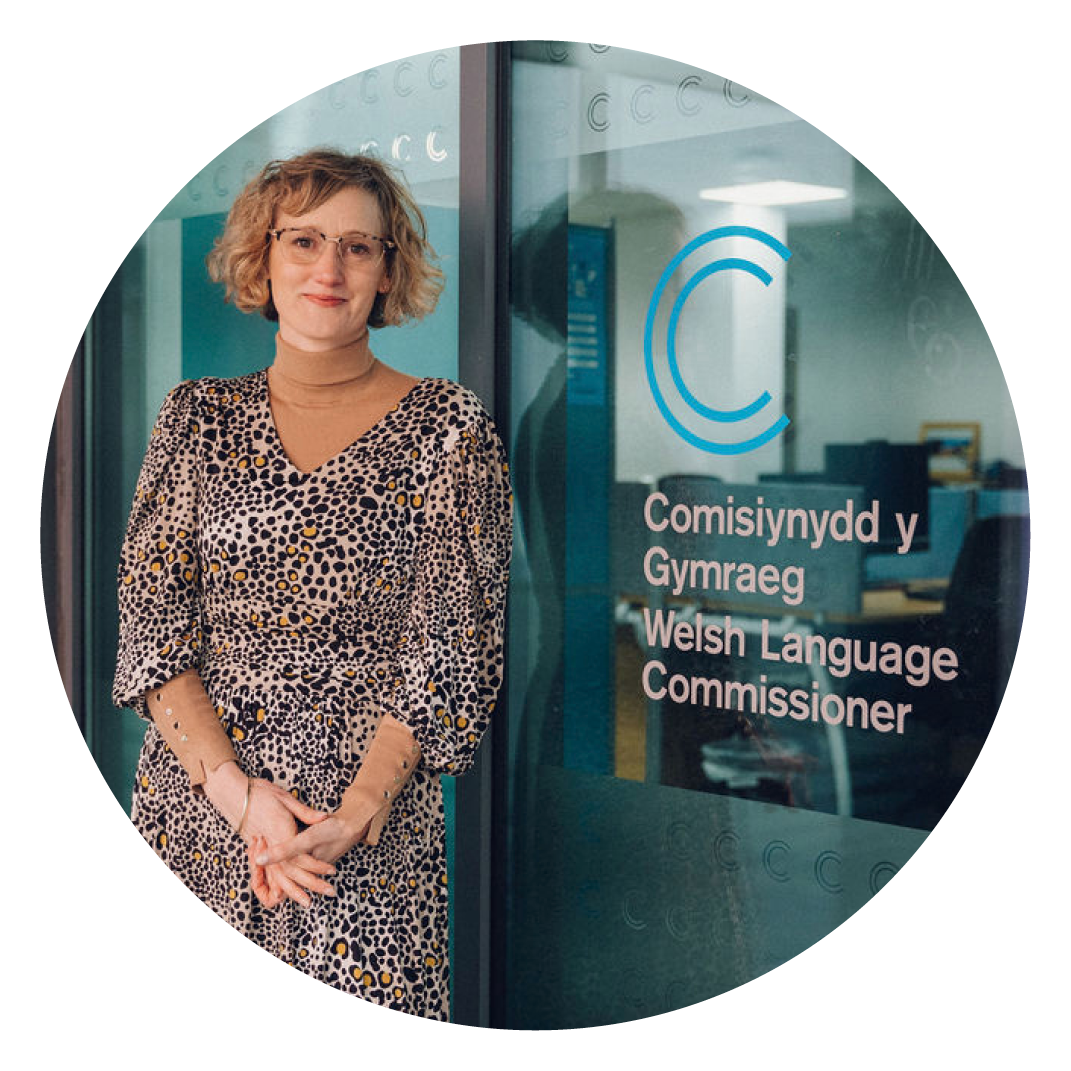 Comisiynydd y
Gymraeg
Welsh Language
Commissioner